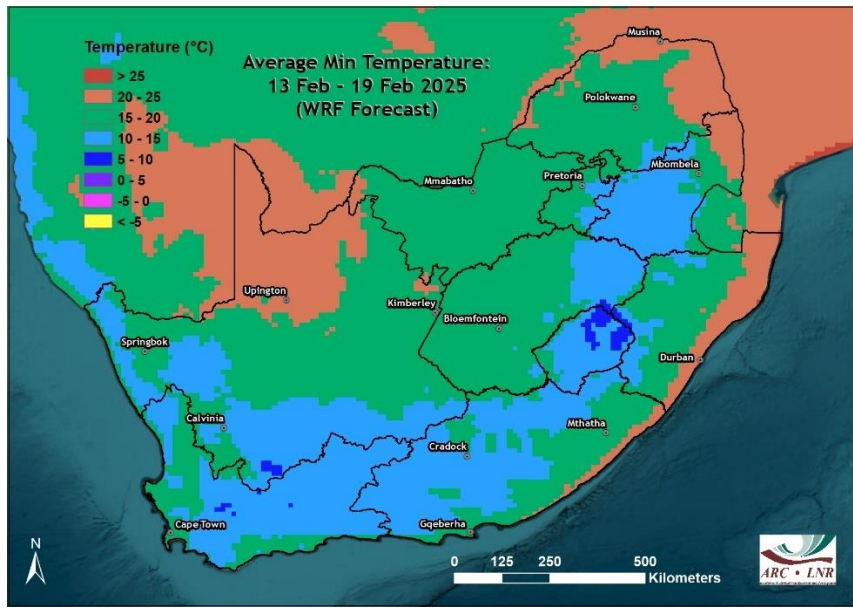 Temperature (°C)
> 25
20 - 25
15 - 20
10 - 15
5 - 10
0 - 5
-5 - 0
< -5
Average Min Temperature:
13 Feb - 19 Feb 2025
(WRF Forecast)
Musina
Polokwane
Mbombela
Pretoria
Mmabatho
Upington
Kimberley
Bloemfontein
Springbok
Durban
Calvinia
Mthatha
Cradock
Cape Town
Gqeberha
N
0 125 250 500
Kilometers
ARC • LNR